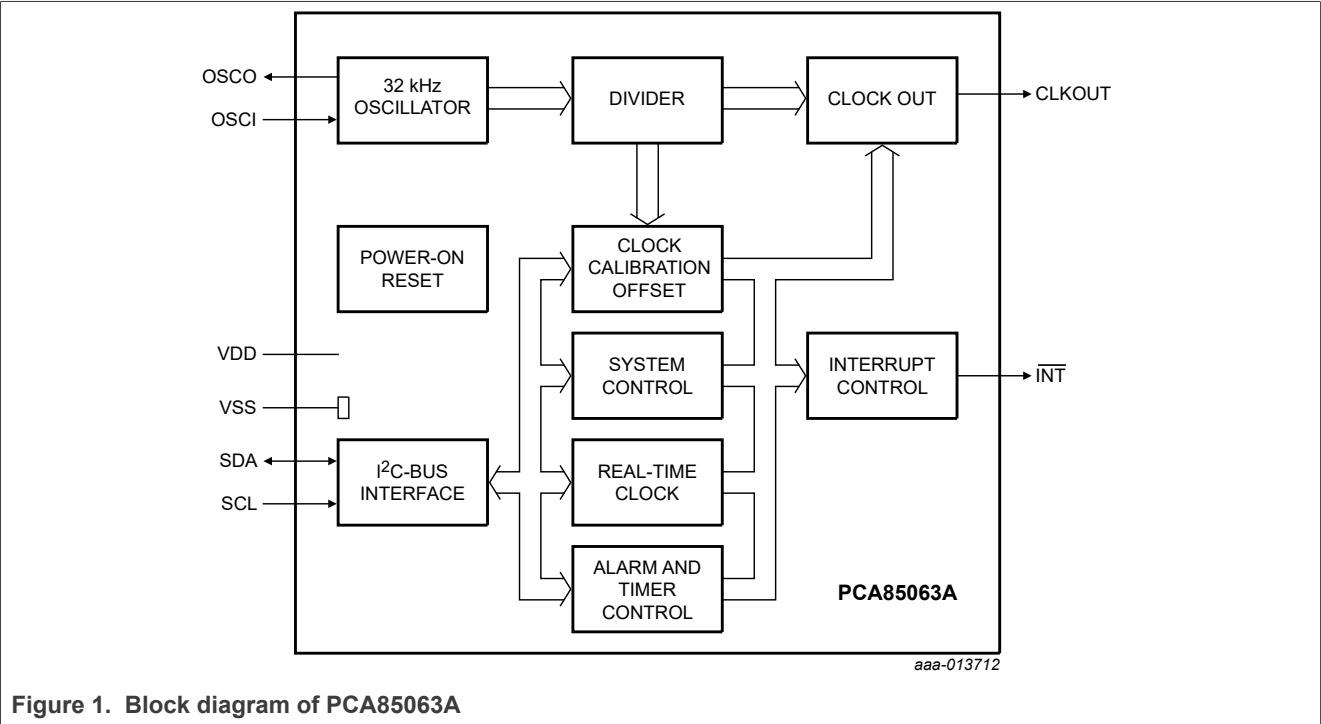 OSCO
OSCI
32 kHz
OSCILLATOR
DIVIDER
CLOCK OUT
CLKOUT
POWER-ON
RESET
CLOCK
CALIBRATION
OFFSET
VDD
VSS
SYSTEM
CONTROL
INTERRUPT
CONTROL
INT
SDA
SCL
I2C-BUS
INTERFACE
REAL-TIME
CLOCK
ALARM AND
TIMER
CONTROL
PCA85063A
aaa-013712
Figure 1. Block diagram of PCA85063A